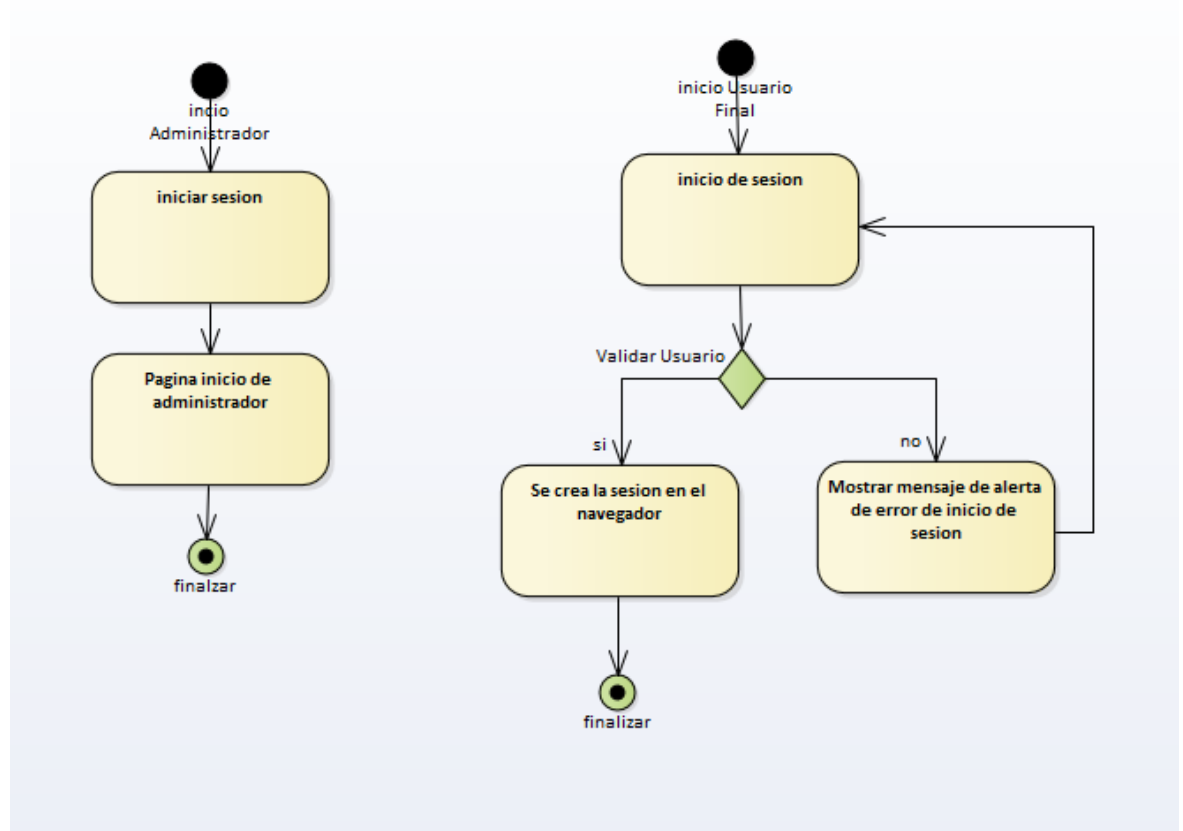 incio
Administrador
iniciar sesion
Pagina inicio de
administrador
finalzar
inicio Usuario
Final
inicio de sesion
Validar Usuario
si
no
Se crea la sesion en el
navegador
Mostrar mensaje de alerta
de error de inicio de
sesion
finalizar